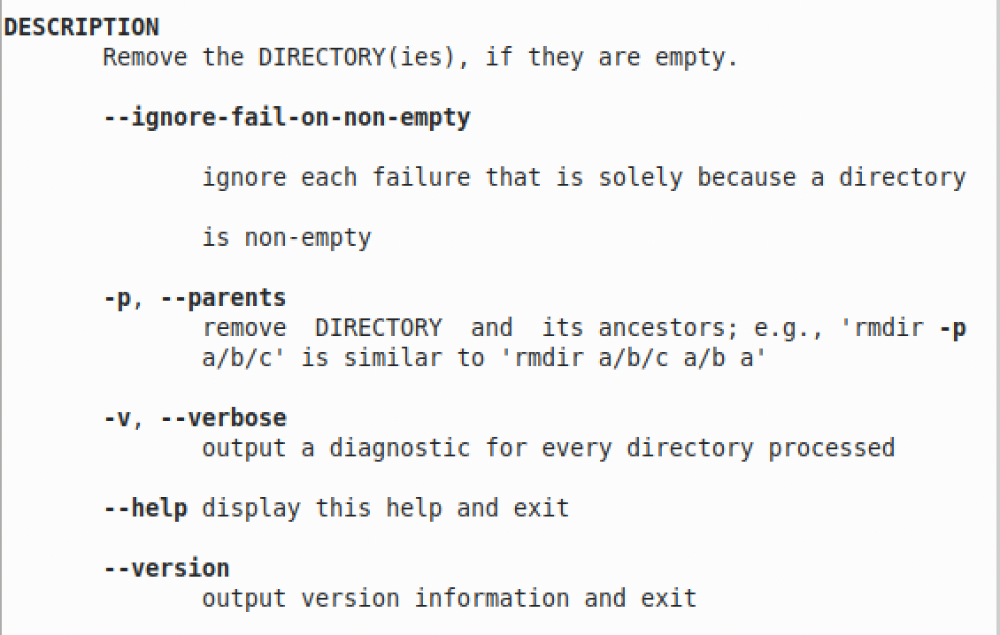 DESCRIPTION
Remove the DIRECTORY(ies), if they are empty.
--ignore-fail-on-non-empty
ignore each failure that is solely because a directory
is non-empty
-p, --parents
remove  DIRECTORY  and  its ancestors; e.g., 'rmdir -p
a/b/c' is similar to 'rmdir a/b/c a/b a'
-v, --verbose
output a diagnostic for every directory processed
--help display this help and exit
--version
output version information and exit